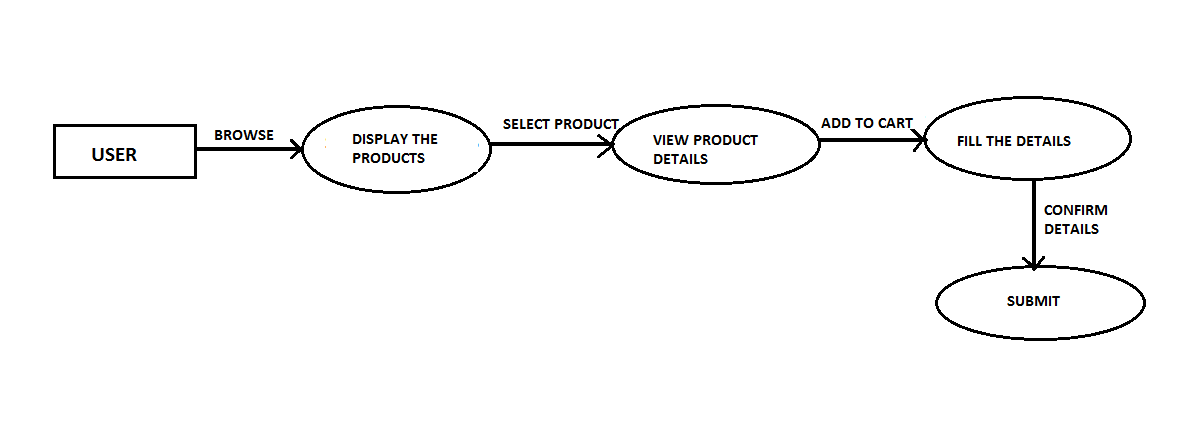 USER
BROWSE
DISPLAY THE
PRODUCTS
SELECT PRODUCT
VIEW PRODUCT
DETAILS
ADD TO CART
FILL THE DETAILS
CONFIRM
DETAILS
SUBMIT